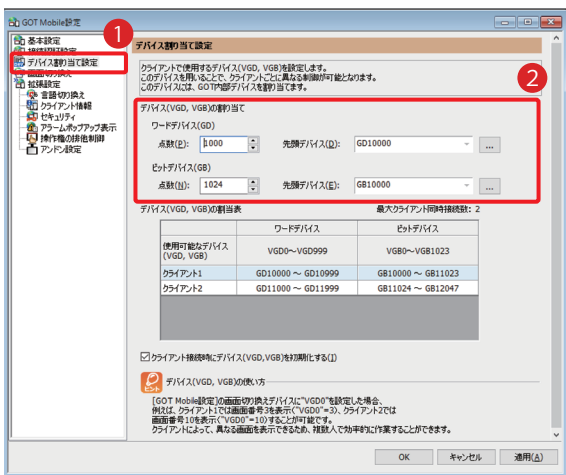 GOT Mobile設定
1
基本設定
デバイス割り当て設定
拡張設定
言語切り換え
クライアント情報
セキュリティ
アラームポップアップ表示
操作権の排他制御
アンドン設定
デバイス割り当て設定
クライアントで使用するデバイス(VGD, VGB)を設定します。
このデバイスを用いることで、クライアントごとに異なる制御が可能となります。
このデバイスには、GOT内部デバイスを割り当てます。
2
デバイス(VGD, VGB)の割り当て
ワードデバイス(GD)
点数(P): 1000 先頭デバイス(D): GD10000 ...
ビットデバイス(GB)
点数(N): 1024 先頭デバイス(E): GB10000 ...
デバイス(VGD, VGB)の割当表 最大クライアント同時接続数: 2
ワードデバイス ビットデバイス
使用可能なデバイス
(VGD, VGB) VGD0～VGD999 VGB0～VGB1023
クライアント1 GD10000 ～ GD10999 GB10000 ～ GB11023
クライアント2 GD11000 ～ GD11999 GB11024 ～ GB12047
クライアント接続時にデバイス(VGD,VGB)を初期化する(I)
ヒント デバイス(VGD, VGB)の使い方
[GOT Mobile設定]の画面切り換えデバイスに"VGD0"を設定した場合、
例えば、クライアント1では画面番号3を表示("VGD0"=3)、クライアント2では
画面番号10を表示("VGD0"=10)することが可能です。
クライアントによって、異なる画面を表示できるため、複数人で効率的に作業することができます。
OK キャンセル 適用(A)